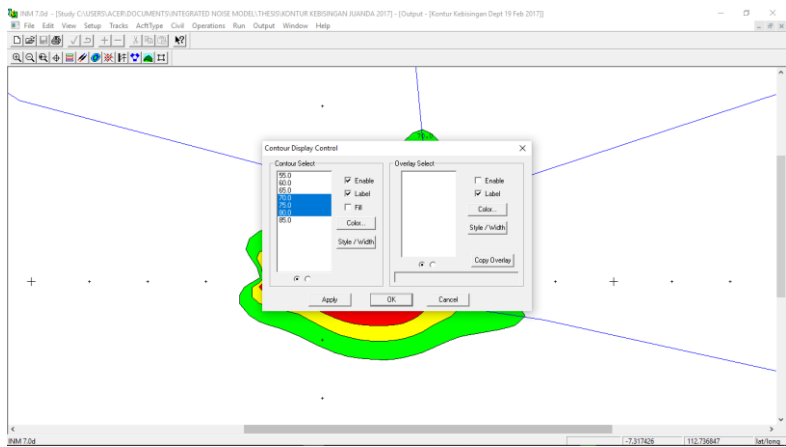 INM 7.0d - [Study C:\USERS\ACER\DOCUMENTS\INTEGRATED NOISE MODEL\THESIS\KONTUR KEBISINGAN JUANDA 2017] - [Output - [Kontur Kebisingan Dept 19 Feb 2017]]
File Edit View Setup Tracks AcftType Civil Operations Run Output Window Help
Contour Display Control
Contour Select
Overlay Select
55.0
60.0
65.0
70.0
75.0
80.0
85.0
Enable
Label
Fill
Color...
Style / Width
Enable
Label
Color...
Style / Width
Copy Overlay
Apply OK Cancel
INM 7.0d -7.317426 112.736847 lat/long